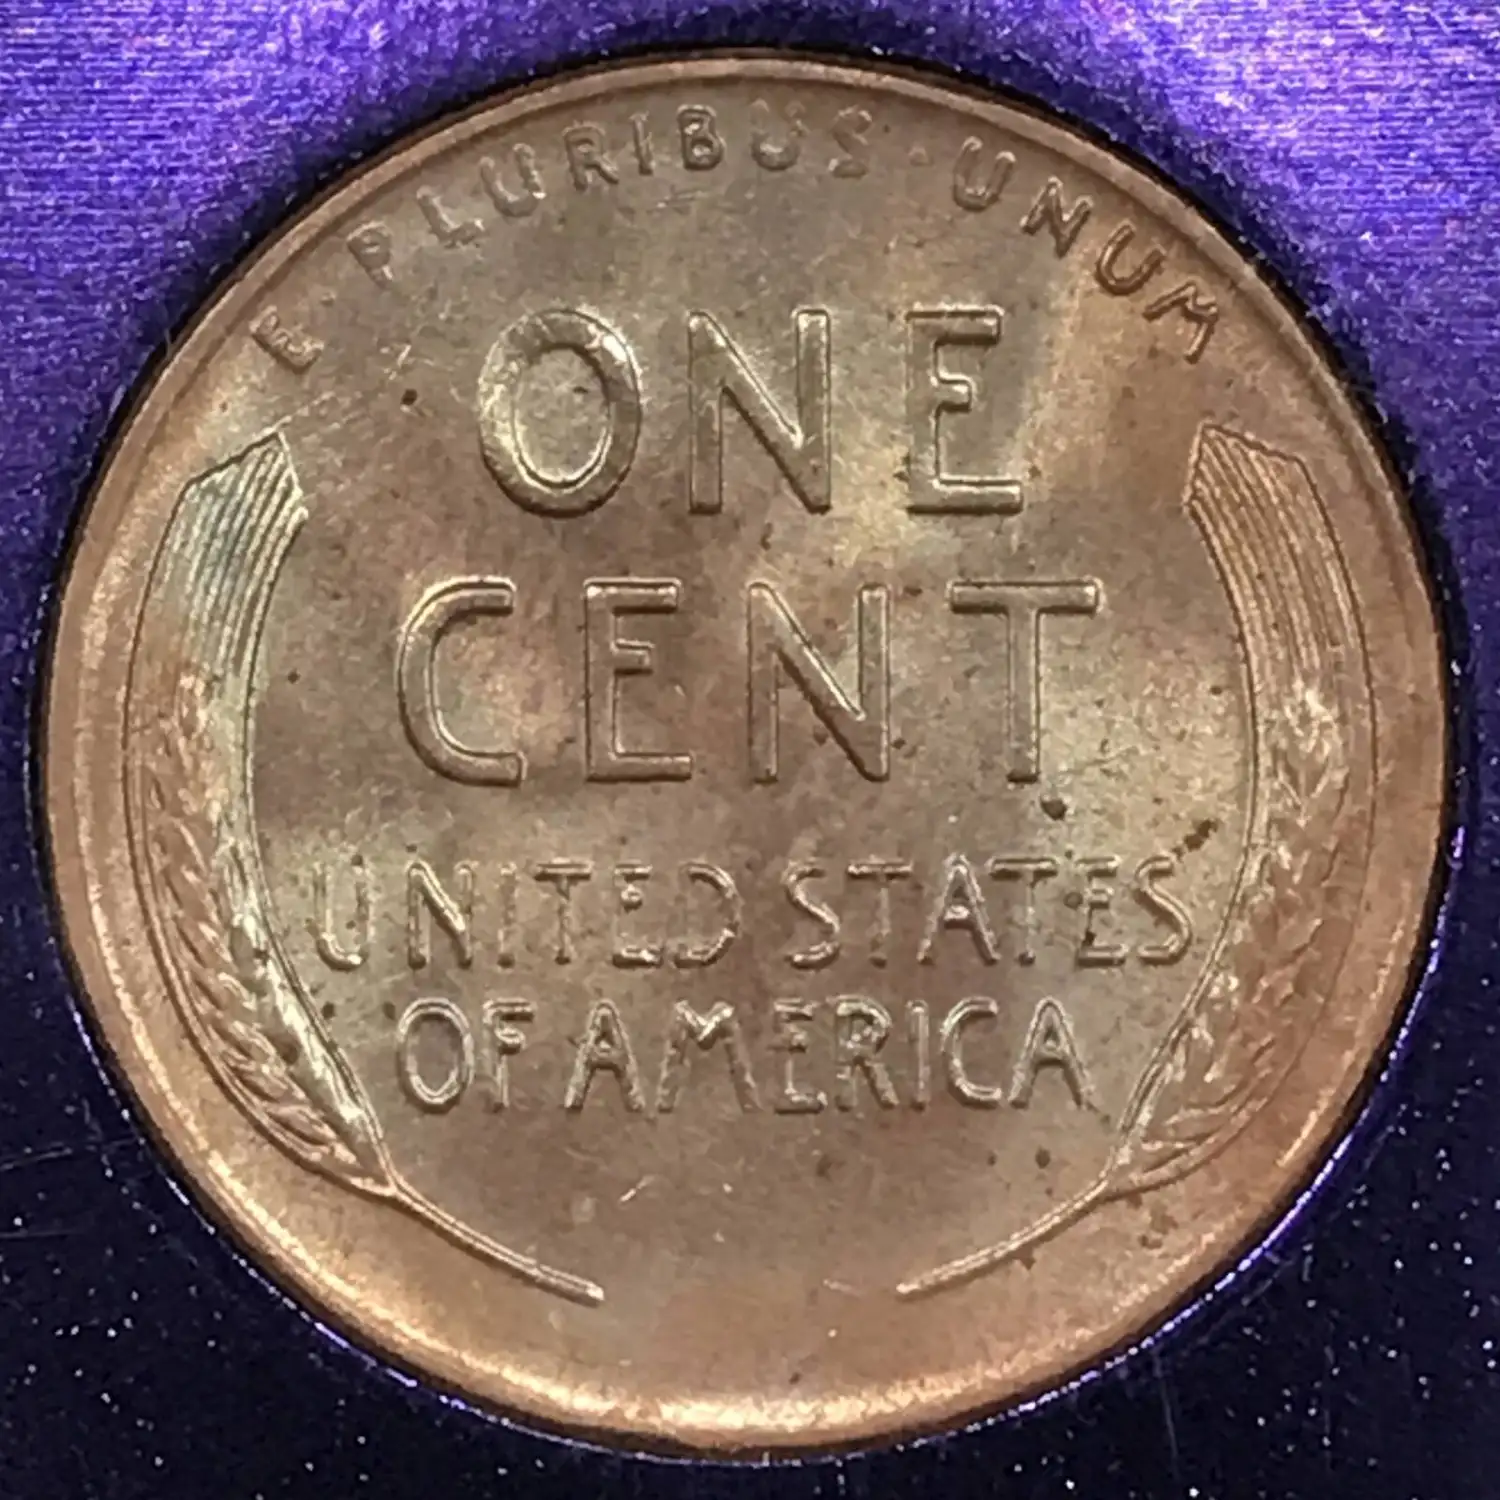 E · PLURIBUS · UNUM
ONE
CENT
UNITED STATES
OF AMERICA